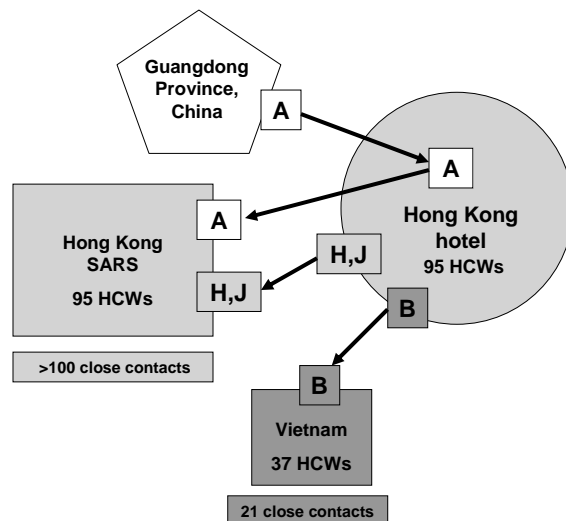 Guangdong
Province,
China
A
A
A
Hong Kong
hotel
95 HCWs
Hong Kong
SARS
95 HCWs
H,J
H,J
B
>100 close contacts
B
Vietnam
37 HCWs
21 close contacts